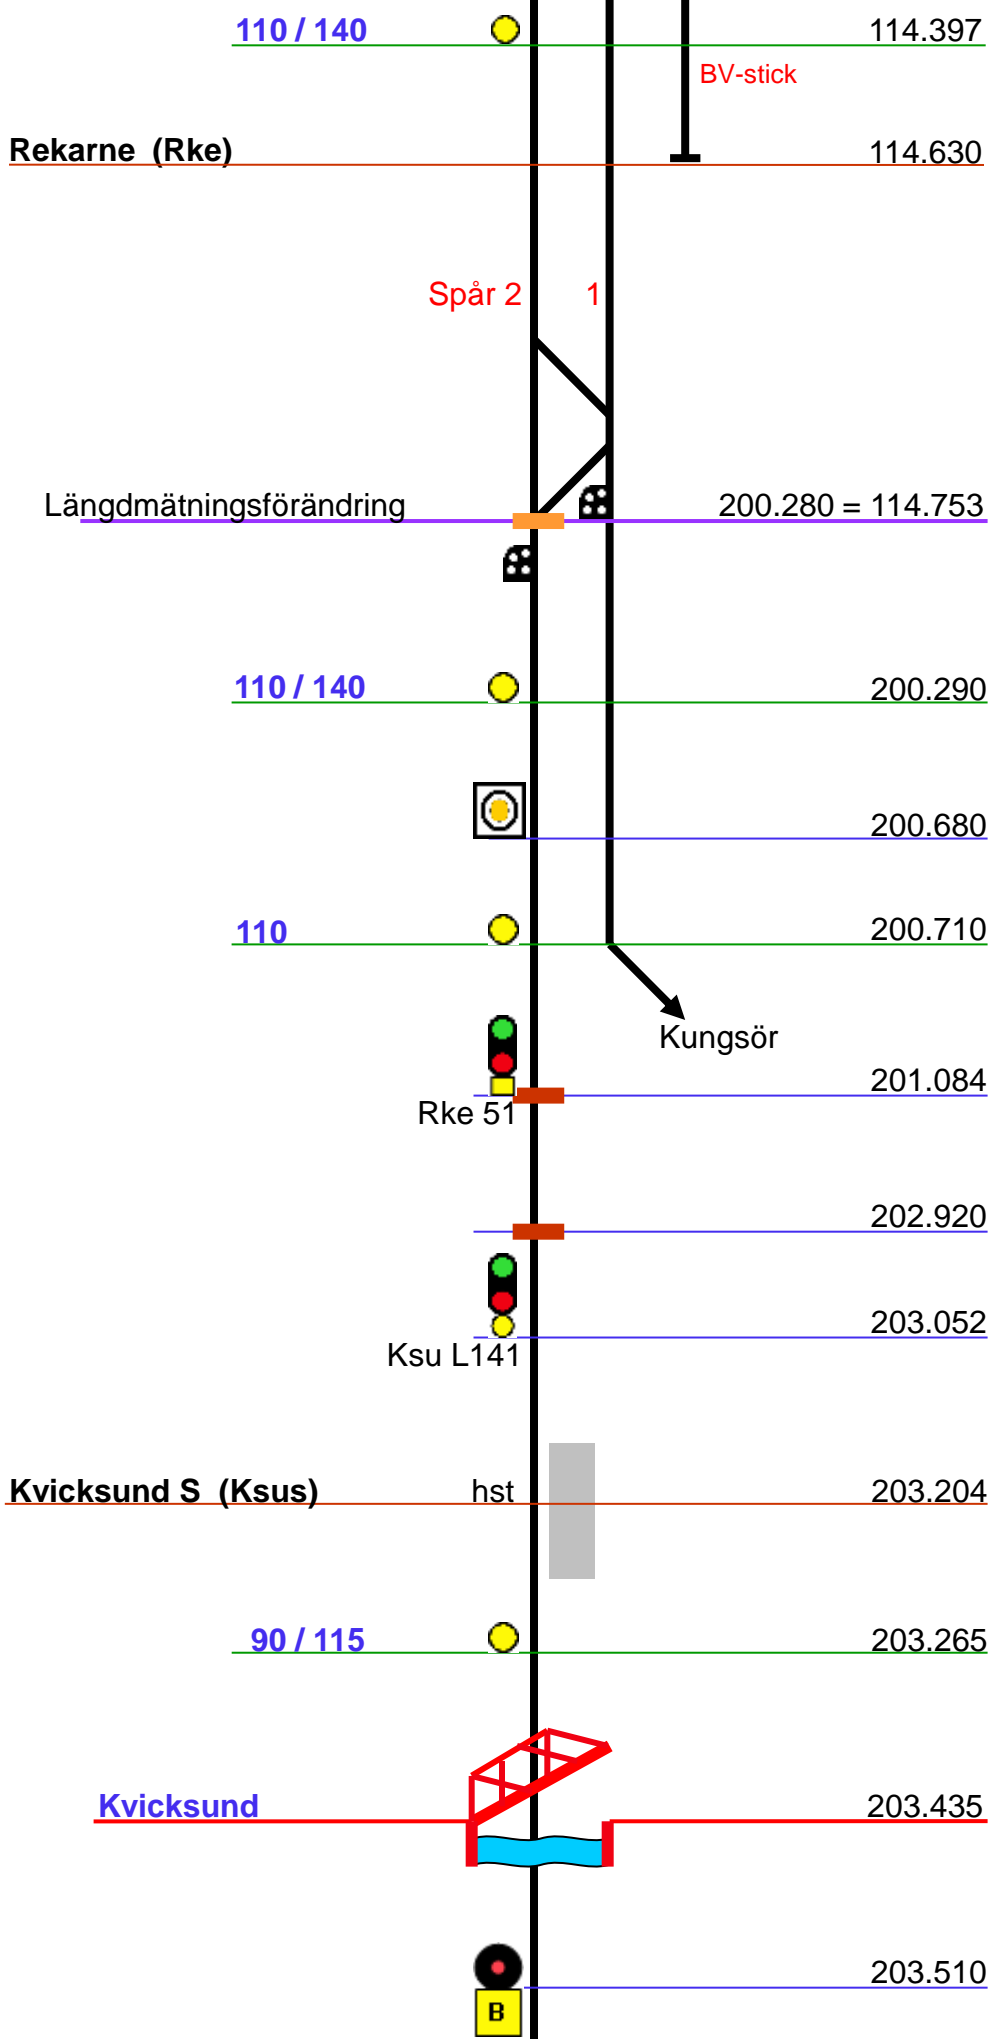 110 / 140 114.397
BV-stick
Rekarne (Rke) 114.630
Spår 2 1
Längdmätningsförändring 200.280 = 114.753
110 / 140 200.290
200.680
110 200.710
Kungsör
201.084
Rke 51
202.920
203.052
Ksu L141
Kvicksund S (Ksus) hst 203.204
90 / 115 203.265
Kvicksund 203.435
203.510
B